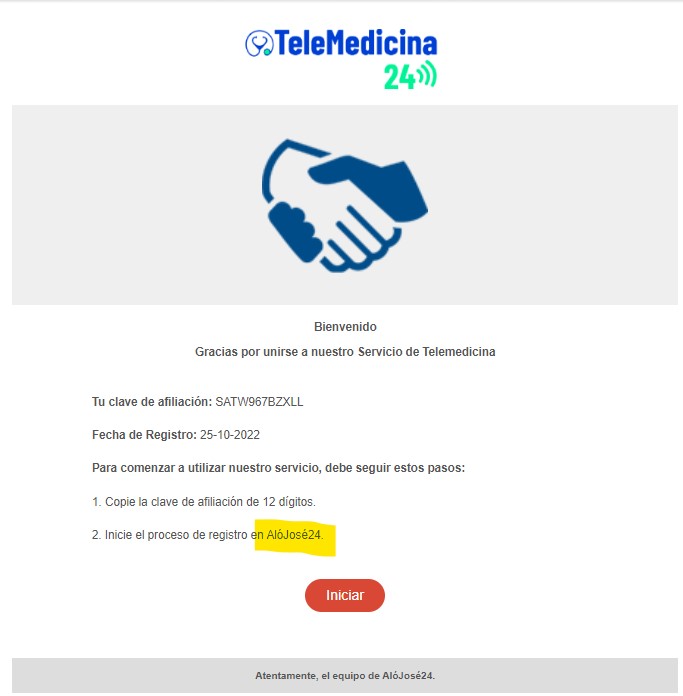 TeleMedicina
24
Bienvenido
Gracias por unirse a nuestro Servicio de Telemedicina
Tu clave de afiliación: SATW967BZXLL
Fecha de Registro: 25-10-2022
Para comenzar a utilizar nuestro servicio, debe seguir estos pasos:
1. Copie la clave de afiliación de 12 dígitos.
2. Inicie el proceso de registro en AlóJosé24.
Iniciar
Atentamente, el equipo de AlóJosé24.